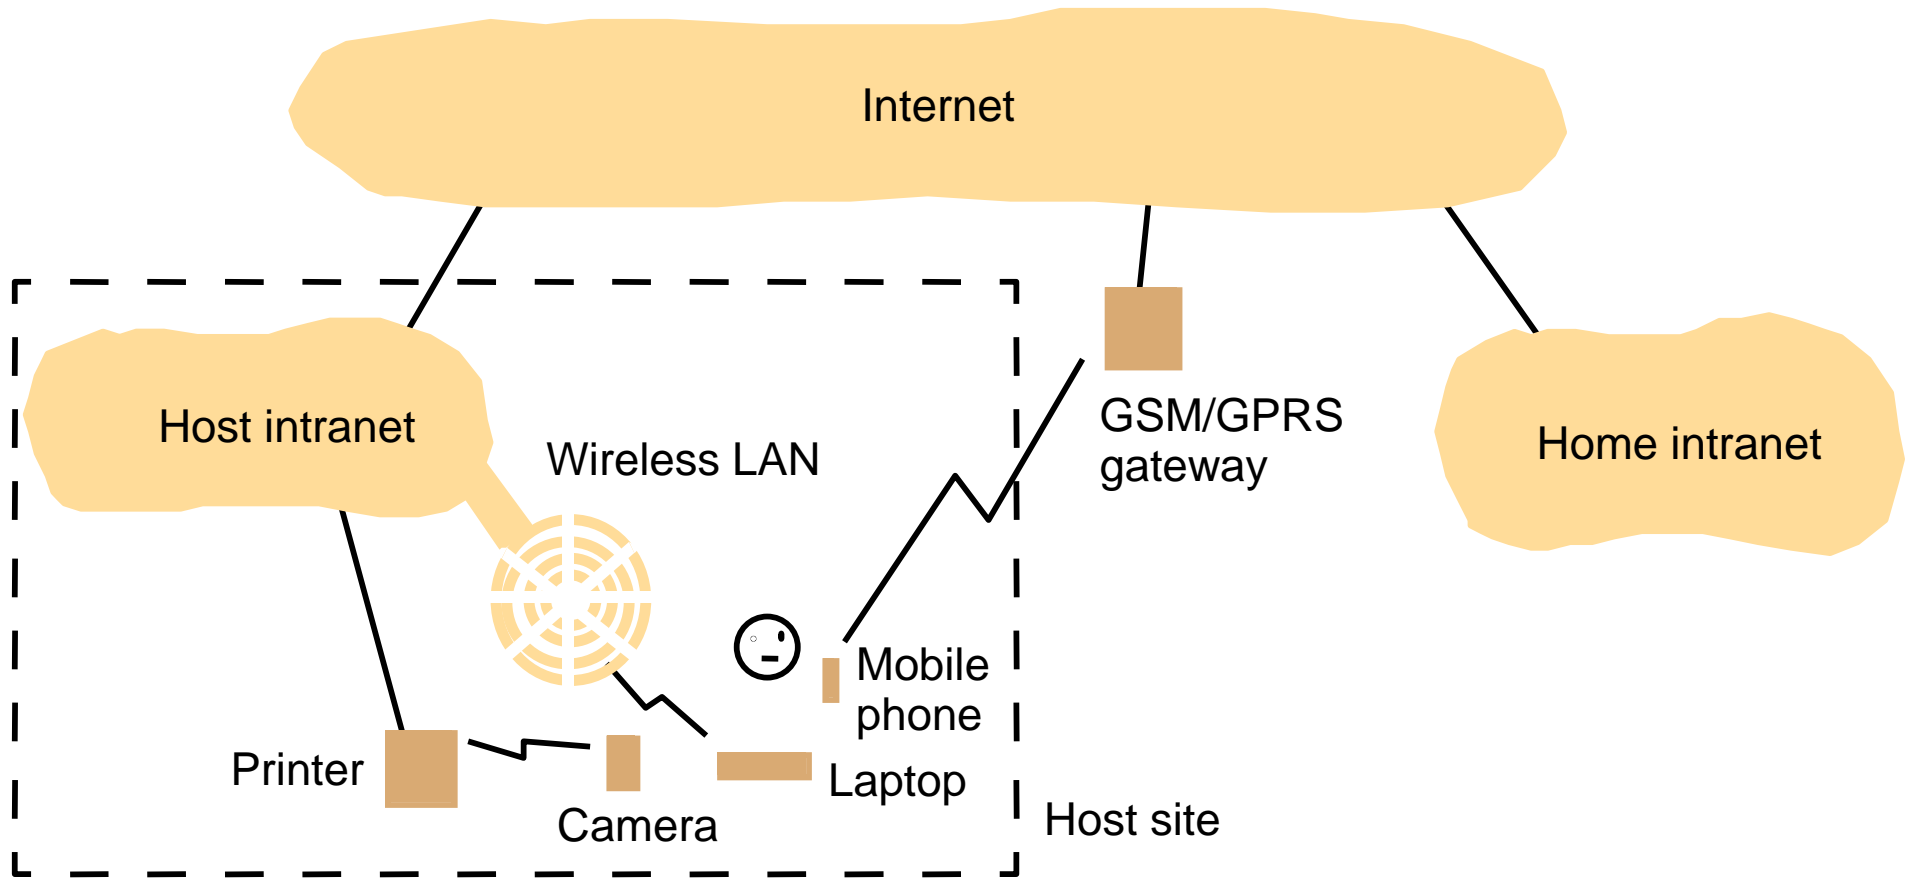 Internet
Host intranet
Wireless LAN
GSM/GPRS
gateway
Home intranet
Mobile
phone
Printer
Laptop
Camera
Host site